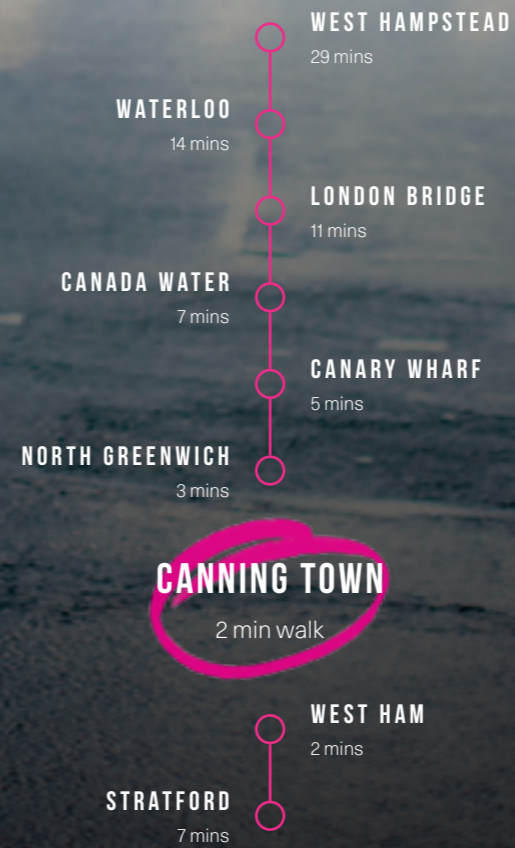 WEST HAMPSTEAD
29 mins
WATERLOO
14 mins
LONDON BRIDGE
11 mins
CANADA WATER
7 mins
CANARY WHARF
5 mins
NORTH GREENWICH
3 mins
CANNING TOWN
2 min walk
WEST HAM
2 mins
STRATFORD
7 mins